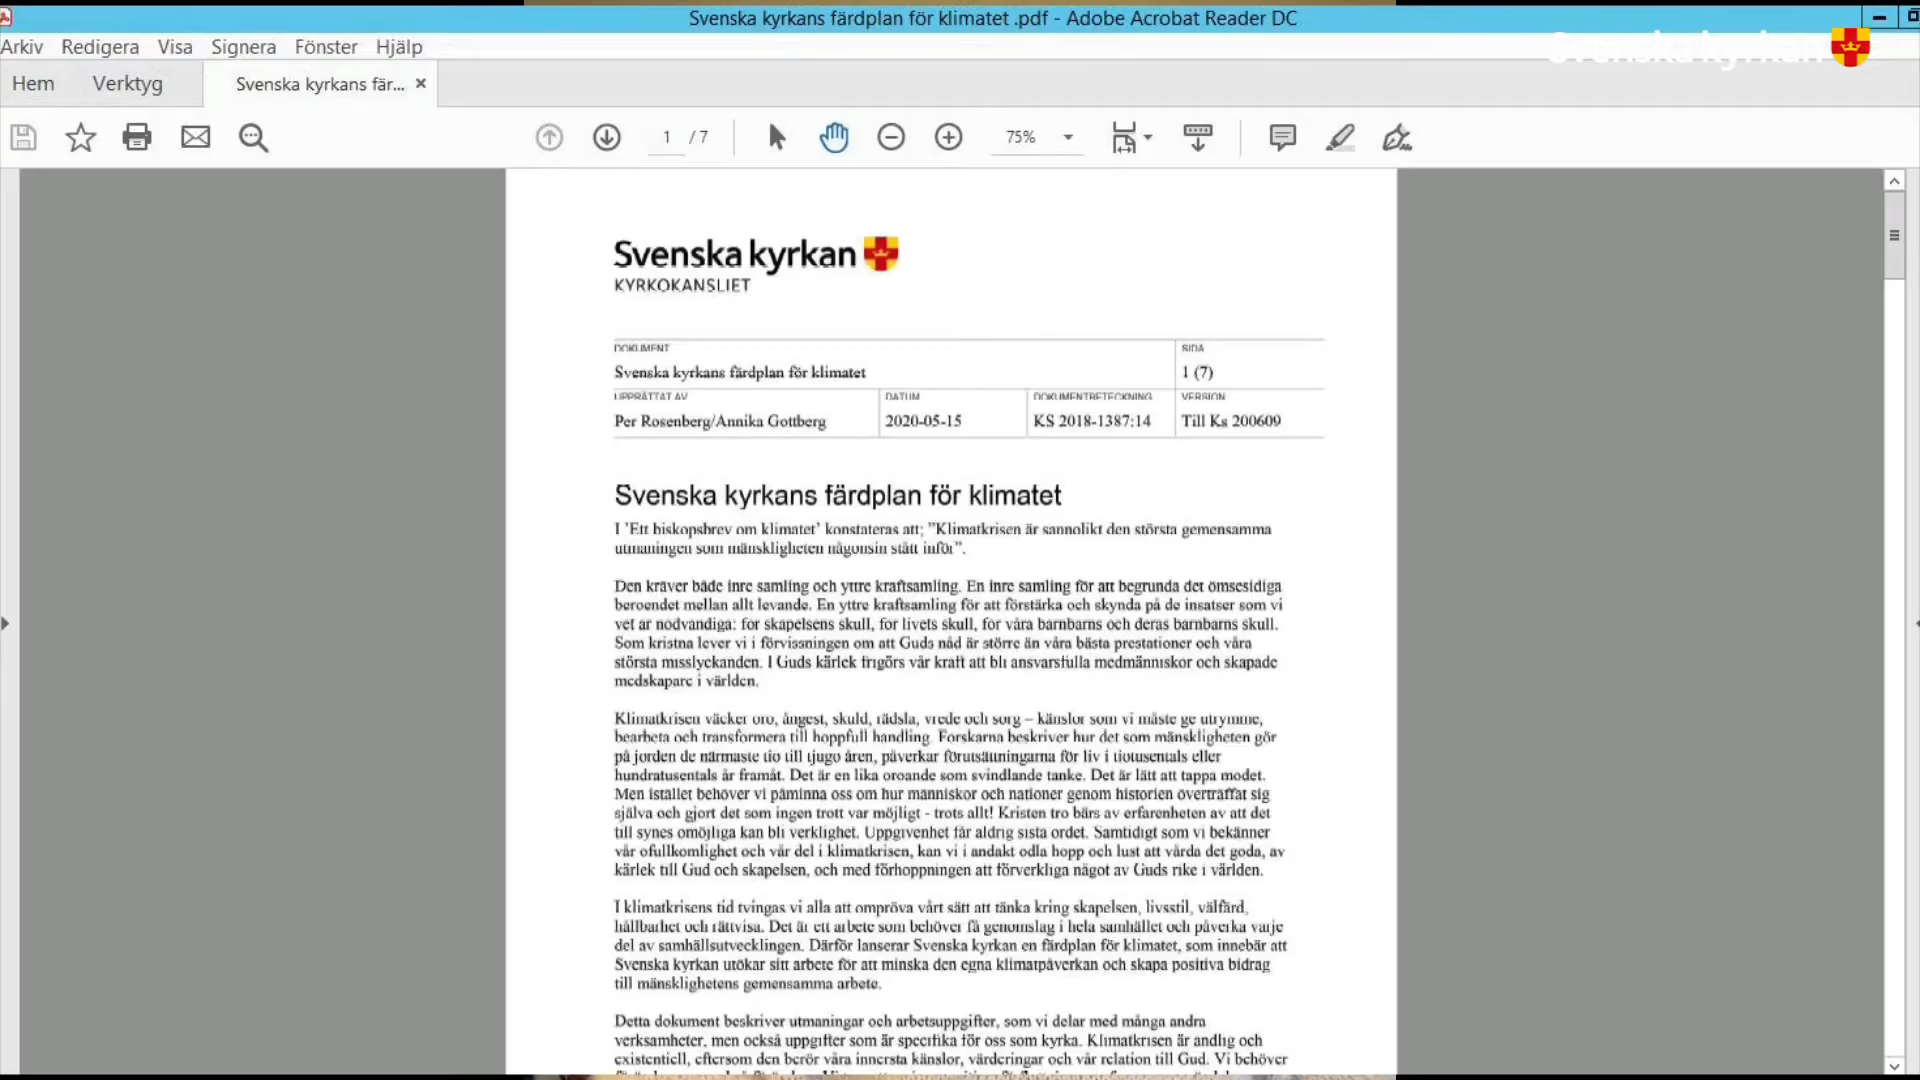 Svenska kyrkans färdplan för klimatet .pdf - Adobe Acrobat Reader DC
Arkiv Redigera Visa Signera Fönster Hjälp
Svenska kyrkan
Hem Verktyg Svenska kyrkans fär... ×
1 / 7 75%
Svenska kyrkan
KYRKOKANSLIET
DOKUMENT SIDA
Svenska kyrkans färdplan för klimatet 1 (7)
UPPRÄTTAT AV DATUM DOKUMENTBETECKNING VERSION
Per Rosenberg/Annika Gottberg 2020-05-15 KS 2018-1387:14 Till Ks 200609
Svenska kyrkans färdplan för klimatet
I ’Ett biskopsbrev om klimatet’ konstateras att; ”Klimatkrisen är sannolikt den största gemensamma
utmaningen som mänskligheten någonsin stått inför”.
Den kräver både inre samling och yttre kraftsamling. En inre samling för att begrunda det ömsesidiga
beroendet mellan allt levande. En yttre kraftsamling för att förstärka och skynda på de insatser som vi
vet är nödvändiga: för skapelsens skull, för livets skull, för våra barnbarns och deras barnbarns skull.
Som kristna lever vi i förvissningen om att Guds nåd är större än våra bästa prestationer och våra
största misslyckanden. I Guds kärlek frigörs vår kraft att bli ansvarsfulla medmänniskor och skapade
medskapare i världen.
Klimatkrisen väcker oro, ångest, skuld, rädsla, vrede och sorg – känslor som vi måste ge utrymme,
bearbeta och transformera till hoppfull handling. Forskarna beskriver hur det som mänskligheten gör
på jorden de närmaste tio till tjugo åren, påverkar förutsättningarna för liv i tiotusentals eller
hundratusentals år framåt. Det är en lika oroande som svindlande tanke. Det är lätt att tappa modet.
Men istället behöver vi påminna oss om hur människor och nationer genom historien överträffat sig
själva och gjort det som ingen trott var möjligt - trots allt! Kristen tro bärs av erfarenheten av att det
till synes omöjliga kan bli verklighet. Uppgivenhet får aldrig sista ordet. Samtidigt som vi bekänner
vår ofullkomlighet och vår del i klimatkrisen, kan vi i andakt odla hopp och lust att vårda det goda, av
kärlek till Gud och skapelsen, och med förhoppningen att förverkliga något av Guds rike i världen.
I klimatkrisens tid tvingas vi alla att ompröva vårt sätt att tänka kring skapelsen, livsstil, välfärd,
hållbarhet och rättvisa. Det är ett arbete som behöver få genomslag i hela samhället och påverka varje
del av samhällsutvecklingen. Därför lanserar Svenska kyrkan en färdplan för klimatet, som innebär att
Svenska kyrkan utökar sitt arbete för att minska den egna klimatpåverkan och skapa positiva bidrag
till mänsklighetens gemensamma arbete.
Detta dokument beskriver utmaningar och arbetsuppgifter, som vi delar med många andra
verksamheter, men också uppgifter som är specifika för oss som kyrka. Klimatkrisen är andlig och
existentiell, eftersom den berör våra innersta känslor, värderingar och vår relation till Gud. Vi behöver